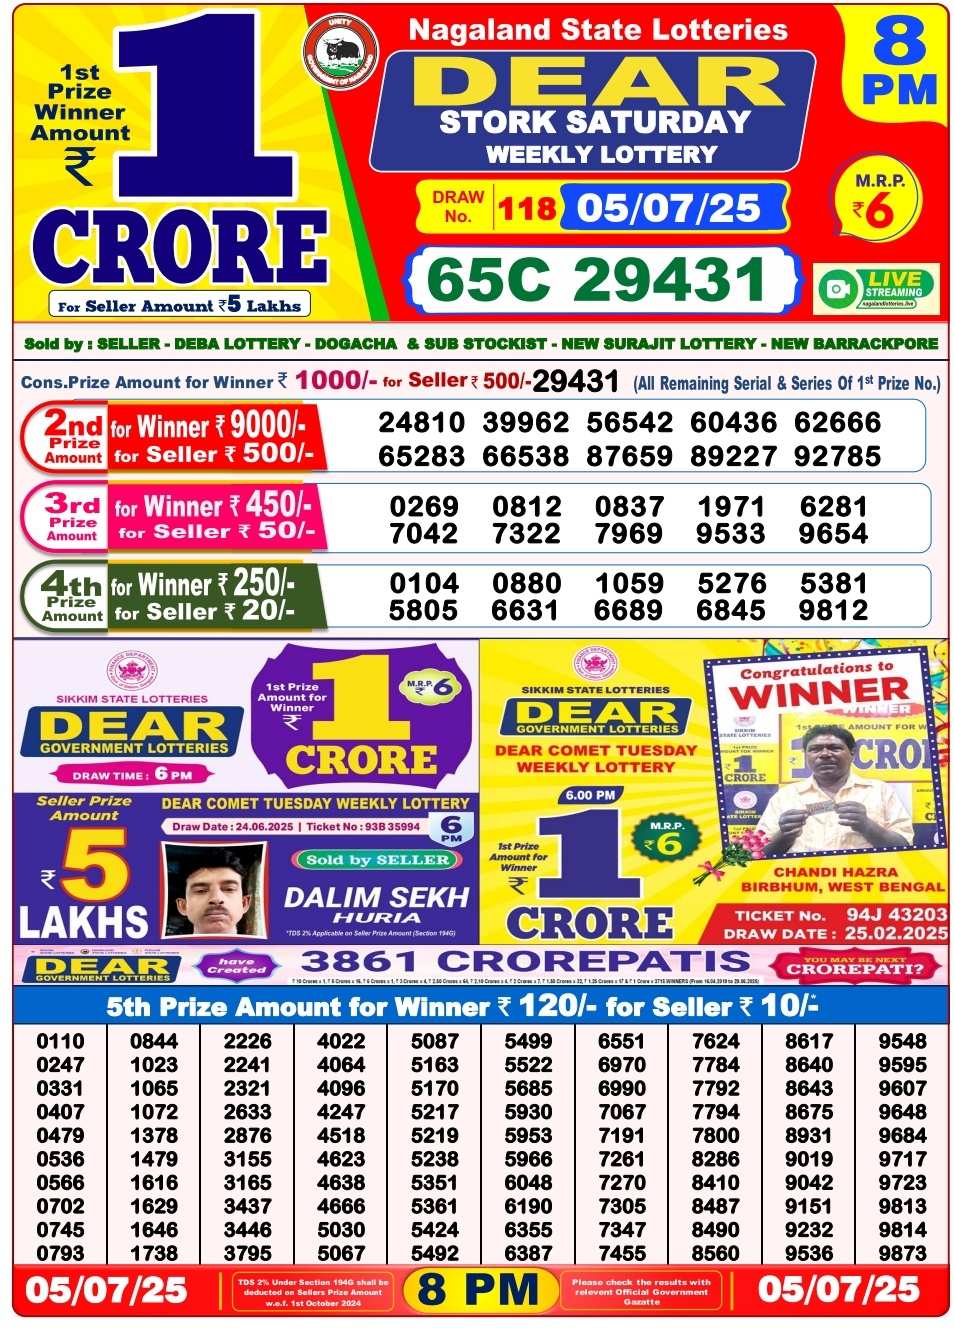 1st
Prize
Winner
Amount
₹
1
CRORE
For Seller Amount ₹5 Lakhs
UNITY
GOVERNMENT OF NAGALAND
Nagaland State Lotteries
DEAR
STORK SATURDAY
WEEKLY LOTTERY
8
PM
DRAW
No. 118 05/07/25
M.R.P.
₹6
65C 29431
LIVE
STREAMING
nagalandlotteries.live
Sold by : SELLER - DEBA LOTTERY - DOGACHA & SUB STOCKIST - NEW SURAJIT LOTTERY - NEW BARRACKPORE
Cons.Prize Amount for Winner ₹ 1000/- for Seller ₹ 500/- 29431 (All Remaining Serial & Series Of 1st Prize No.)
2nd
Prize
Amount
for Winner ₹ 9000/-
for Seller ₹ 500/-
24810 39962 56542 60436 62666
65283 66538 87659 89227 92785
3rd
Prize
Amount
for Winner ₹ 450/-
for Seller ₹ 50/-
0269 0812 0837 1971 6281
7042 7322 7969 9533 9654
4th
Prize
Amount
for Winner ₹ 250/-
for Seller ₹ 20/-
0104 0880 1059 5276 5381
5805 6631 6689 6845 9812
SIKKIM STATE LOTTERIES
DEAR
GOVERNMENT LOTTERIES
DRAW TIME : 6 PM
1st Prize
Amount for
Winner
₹
1
CRORE
M.R.P.
₹ 6
Seller Prize
Amount
₹ 5
LAKHS
DEAR COMET TUESDAY WEEKLY LOTTERY
Draw Date : 24.06.2025 | Ticket No : 93B 35994
6
PM
Sold by SELLER
DALIM SEKH
HURIA
*TDS 2% Applicable on Seller Prize Amount (Section 194G)
SIKKIM STATE LOTTERIES
DEAR
GOVERNMENT LOTTERIES
DEAR COMET TUESDAY
WEEKLY LOTTERY
6.00 PM
1st Prize
Amount for
Winner
₹
1
CRORE
M.R.P.
₹6
Congratulations to
WINNER
CHANDI HAZRA
BIRBHUM, WEST BENGAL
TICKET No. 94J 43203
DRAW DATE : 25.02.2025
DEAR
GOVERNMENT LOTTERIES
have
Created
3861 CROREPATIS
YOU MAY BE NEXT
CROREPATI?
5th Prize Amount for Winner ₹ 120/- for Seller ₹ 10/-*
0110 0844 2226 4022 5087 5499 6551 7624 8617 9548
0247 1023 2241 4064 5163 5522 6970 7784 8640 9595
0331 1065 2321 4096 5170 5685 6990 7792 8643 9607
0407 1072 2633 4247 5217 5930 7067 7794 8675 9648
0479 1378 2876 4518 5219 5953 7191 7800 8931 9684
0536 1479 3155 4623 5238 5966 7261 8286 9019 9717
0566 1616 3165 4638 5351 6048 7270 8410 9042 9723
0702 1629 3437 4666 5361 6190 7305 8487 9151 9813
0745 1646 3446 5030 5424 6355 7347 8490 9232 9814
0793 1738 3795 5067 5492 6387 7455 8560 9536 9873
05/07/25
TDS 2% Under Section 194G shall be
deducted on Sellers Prize Amount
w.e.f. 1st October 2024
8 PM
Please check the results with
relevent Official Government
Gazatte
05/07/25